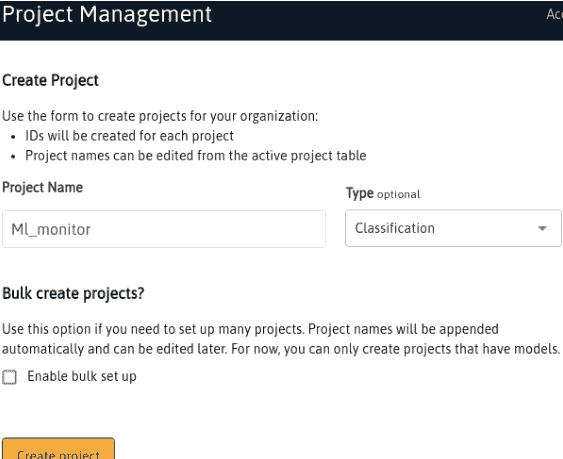 Project Management
Acc
Create Project
Use the form to create projects for your organization:
• IDs will be created for each project
• Project names can be edited from the active project table
Project Name
Type optional
Ml_monitor
Classification
Bulk create projects?
Use this option if you need to set up many projects. Project names will be appended
automatically and can be edited later. For now, you can only create projects that have models.
Enable bulk set up
Create project